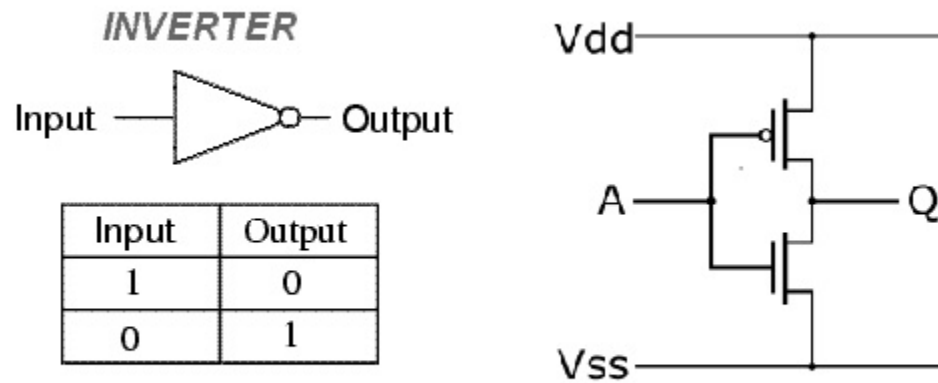 INVERTER
Input Output
Input Output
1 0
0 1
Vdd
A Q
Vss